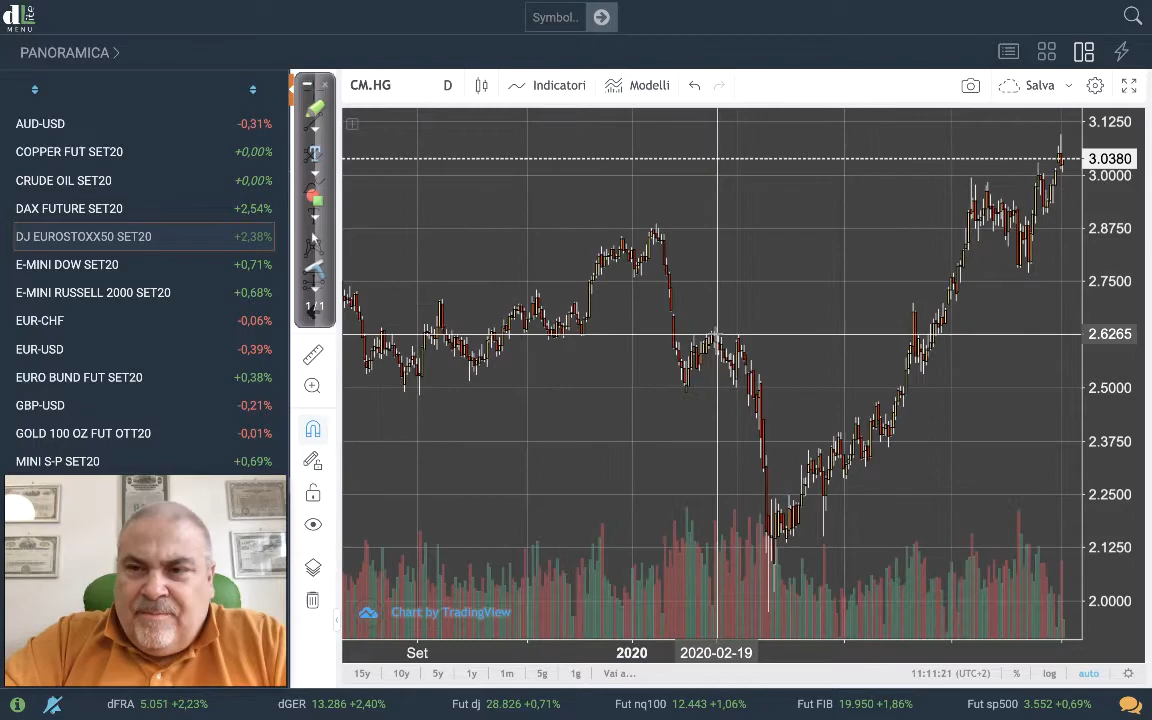 dLite
MENU
Symbol..
PANORAMICA
AUD-USD -0,31%
COPPER FUT SET20 +0,00%
CRUDE OIL SET20 +0,00%
DAX FUTURE SET20 +2,54%
DJ EUROSTOXX50 SET20 +2,38%
E-MINI DOW SET20 +0,71%
E-MINI RUSSELL 2000 SET20 +0,68%
EUR-CHF -0,06%
EUR-USD -0,39%
EURO BUND FUT SET20 +0,38%
GBP-USD -0,21%
GOLD 100 OZ FUT OTT20 -0,01%
MINI S-P SET20 +0,69%
1/1
CM.HG D Indicatori Modelli Salva
3.1250
3.0380
3.0000
2.8750
2.7500
2.6265
2.5000
2.3750
2.2500
2.1250
2.0000
Chart by TradingView
Set 2020 2020-02-19
15y 10y 5y 1y 1m 5g 1g Vai a... 11:11:21 (UTC+2) % log auto
dFRA 5.051 +2,23% dGER 13.286 +2,40% Fut dj 28.826 +0,71% Fut nq100 12.443 +1,06% Fut FIB 19.950 +1,86% Fut sp500 3.552 +0,69%